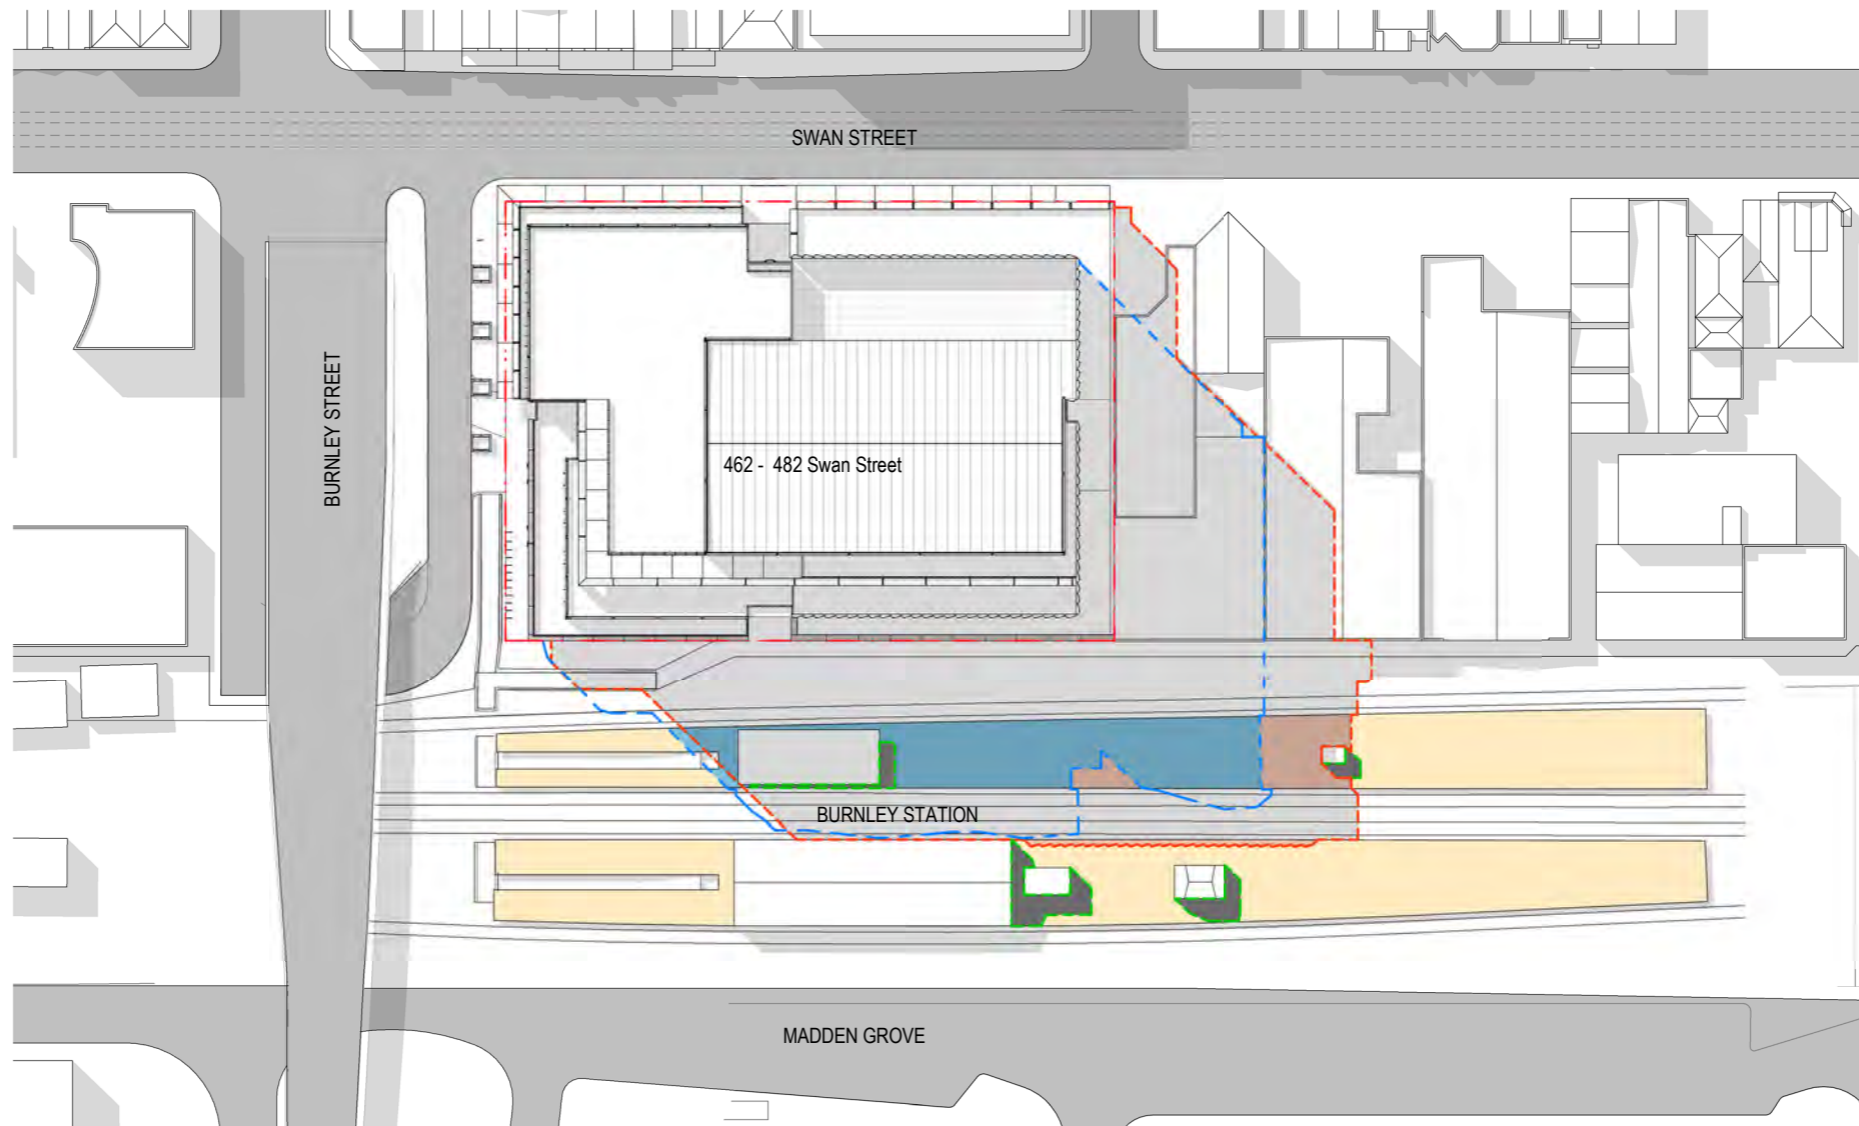 SWAN STREET
BURNLEY STREET
462 - 482 Swan Street
BURNLEY STATION
MADDEN GROVE